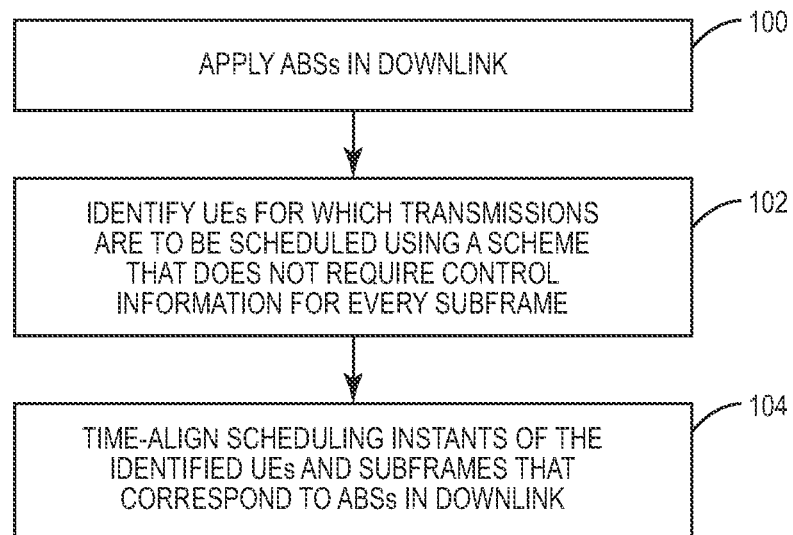 100
APPLY ABSs IN DOWNLINK
102
IDENTIFY UEs FOR WHICH TRANSMISSIONS
ARE TO BE SCHEDULED USING A SCHEME
THAT DOES NOT REQUIRE CONTROL
INFORMATION FOR EVERY SUBFRAME
104
TIME-ALIGN SCHEDULING INSTANTS OF THE
IDENTIFIED UEs AND SUBFRAMES THAT
CORRESPOND TO ABSs IN DOWNLINK